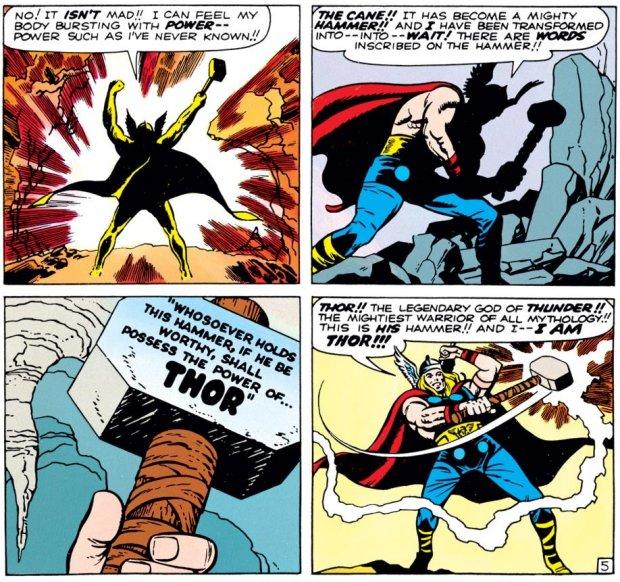 NO! IT ISN'T MAD!! I CAN FEEL MY
BODY BURSTING WITH POWER--
POWER SUCH AS I'VE NEVER KNOWN!!
THE CANE!! IT HAS BECOME A MIGHTY
HAMMER!! AND I HAVE BEEN TRANSFORMED
INTO--INTO--WAIT! THERE ARE WORDS
INSCRIBED ON THE HAMMER!!
"WHOSOEVER HOLDS
THIS HAMMER, IF HE BE
WORTHY, SHALL
POSSESS THE POWER OF...
THOR"
THOR!! THE LEGENDARY GOD OF THUNDER!!
THE MIGHTIEST WARRIOR OF ALL MYTHOLOGY!!
THIS IS HIS HAMMER!! AND I--I AM
THOR!!!
5